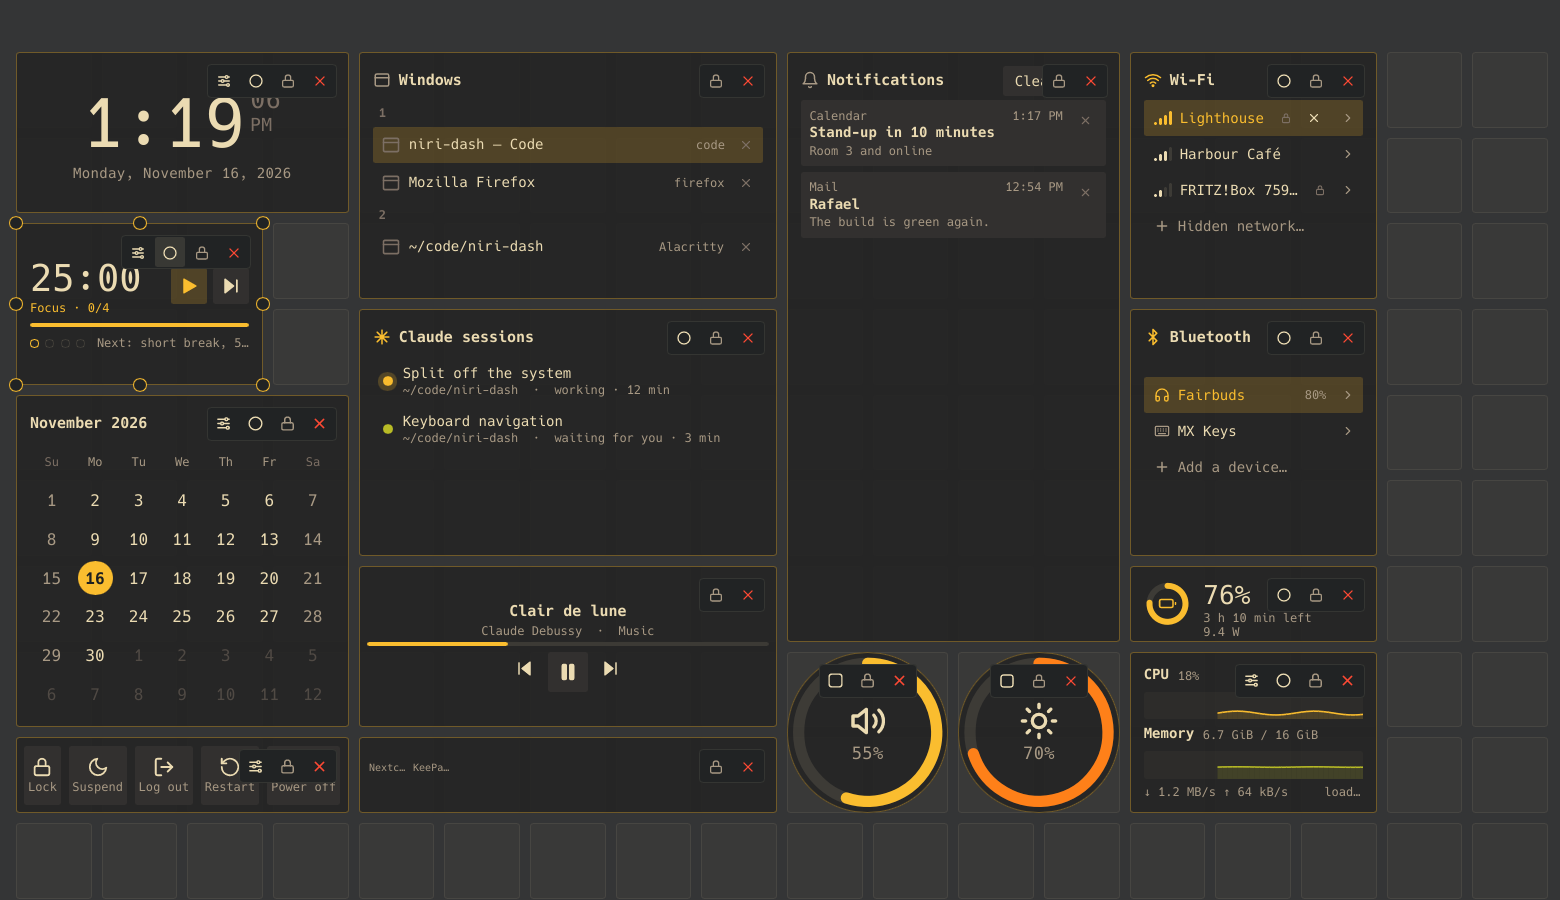 1:19
06
PM
Monday, November 16, 2026
25:00
Focus · 0/4
Next: short break, 5…
November 2026
Su Mo Tu We Th Fr Sa
1 2 3 4 5 6 7
8 9 10 11 12 13 14
15 16 17 18 19 20 21
22 23 24 25 26 27 28
29 30 1 2 3 4 5
6 7 8 9 10 11 12
Lock Suspend Log out Restart Power off
Windows
1
niri-dash — Code code
Mozilla Firefox firefox
2
~/code/niri-dash Alacritty
Claude sessions
Split off the system
~/code/niri-dash · working · 12 min
Keyboard navigation
~/code/niri-dash · waiting for you · 3 min
Clair de lune
Claude Debussy · Music
Nextc… KeePa…
Notifications
Calendar 1:17 PM
Stand-up in 10 minutes
Room 3 and online
Mail 12:54 PM
Rafael
The build is green again.
55%
70%
Wi-Fi
Lighthouse
Harbour Café
FRITZ!Box 759…
+ Hidden network…
Bluetooth
Fairbuds 80%
MX Keys
+ Add a device…
76%
3 h 10 min left
9.4 W
CPU 18%
Memory 6.7 GiB / 16 GiB
↓ 1.2 MB/s ↑ 64 kB/s load…